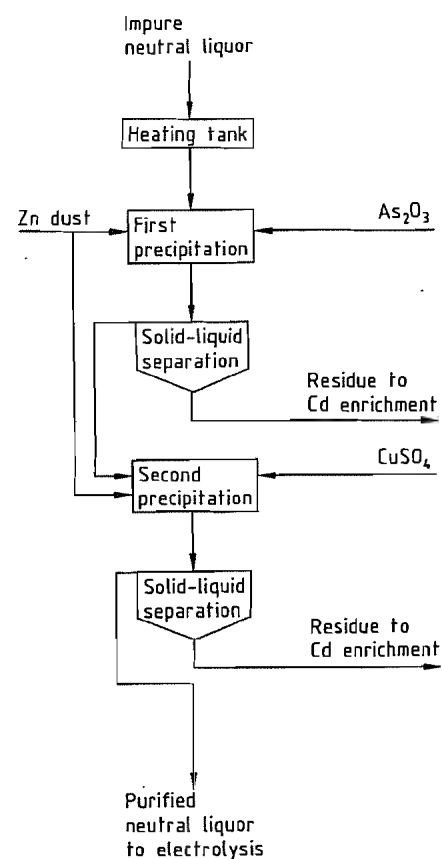 Impure
neutral liquor
Heating tank
Zn dust
First
precipitation
As₂O₃
Solid-liquid
separation
Residue to
Cd enrichment
CuSO₄
Second
precipitation
Solid-liquid
separation
Residue to
Cd enrichment
Purified
neutral liquor
to electrolysis